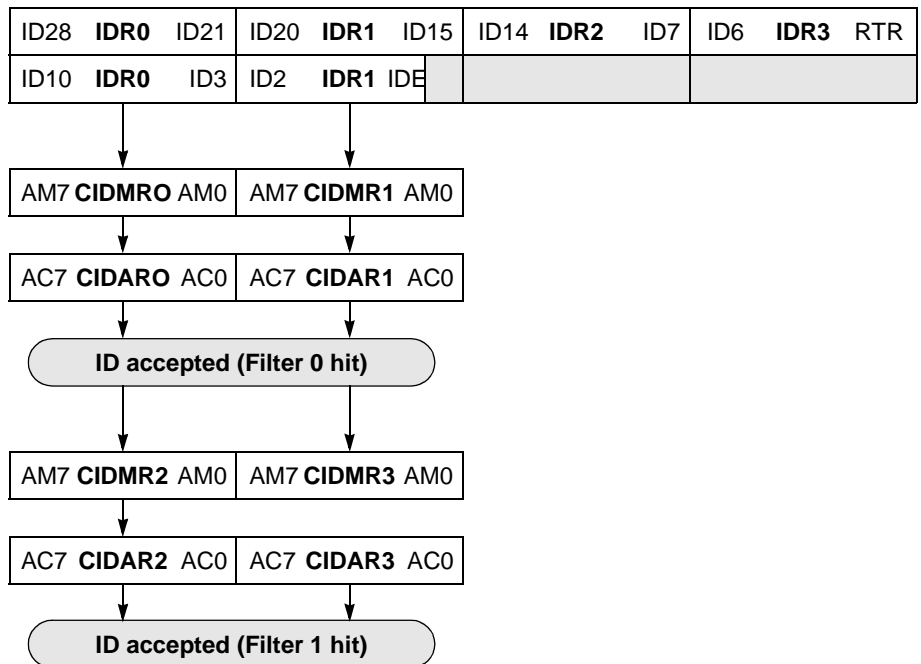 ID28 IDR0 ID21 ID20 IDR1 ID15 ID14 IDR2 ID7 ID6 IDR3 RTR
ID10 IDR0 ID3 ID2 IDR1 IDE
AM7 CIDMRO AM0 AM7 CIDMR1 AM0
AC7 CIDARO AC0 AC7 CIDAR1 AC0
ID accepted (Filter 0 hit)
AM7 CIDMR2 AM0 AM7 CIDMR3 AM0
AC7 CIDAR2 AC0 AC7 CIDAR3 AC0
ID accepted (Filter 1 hit)